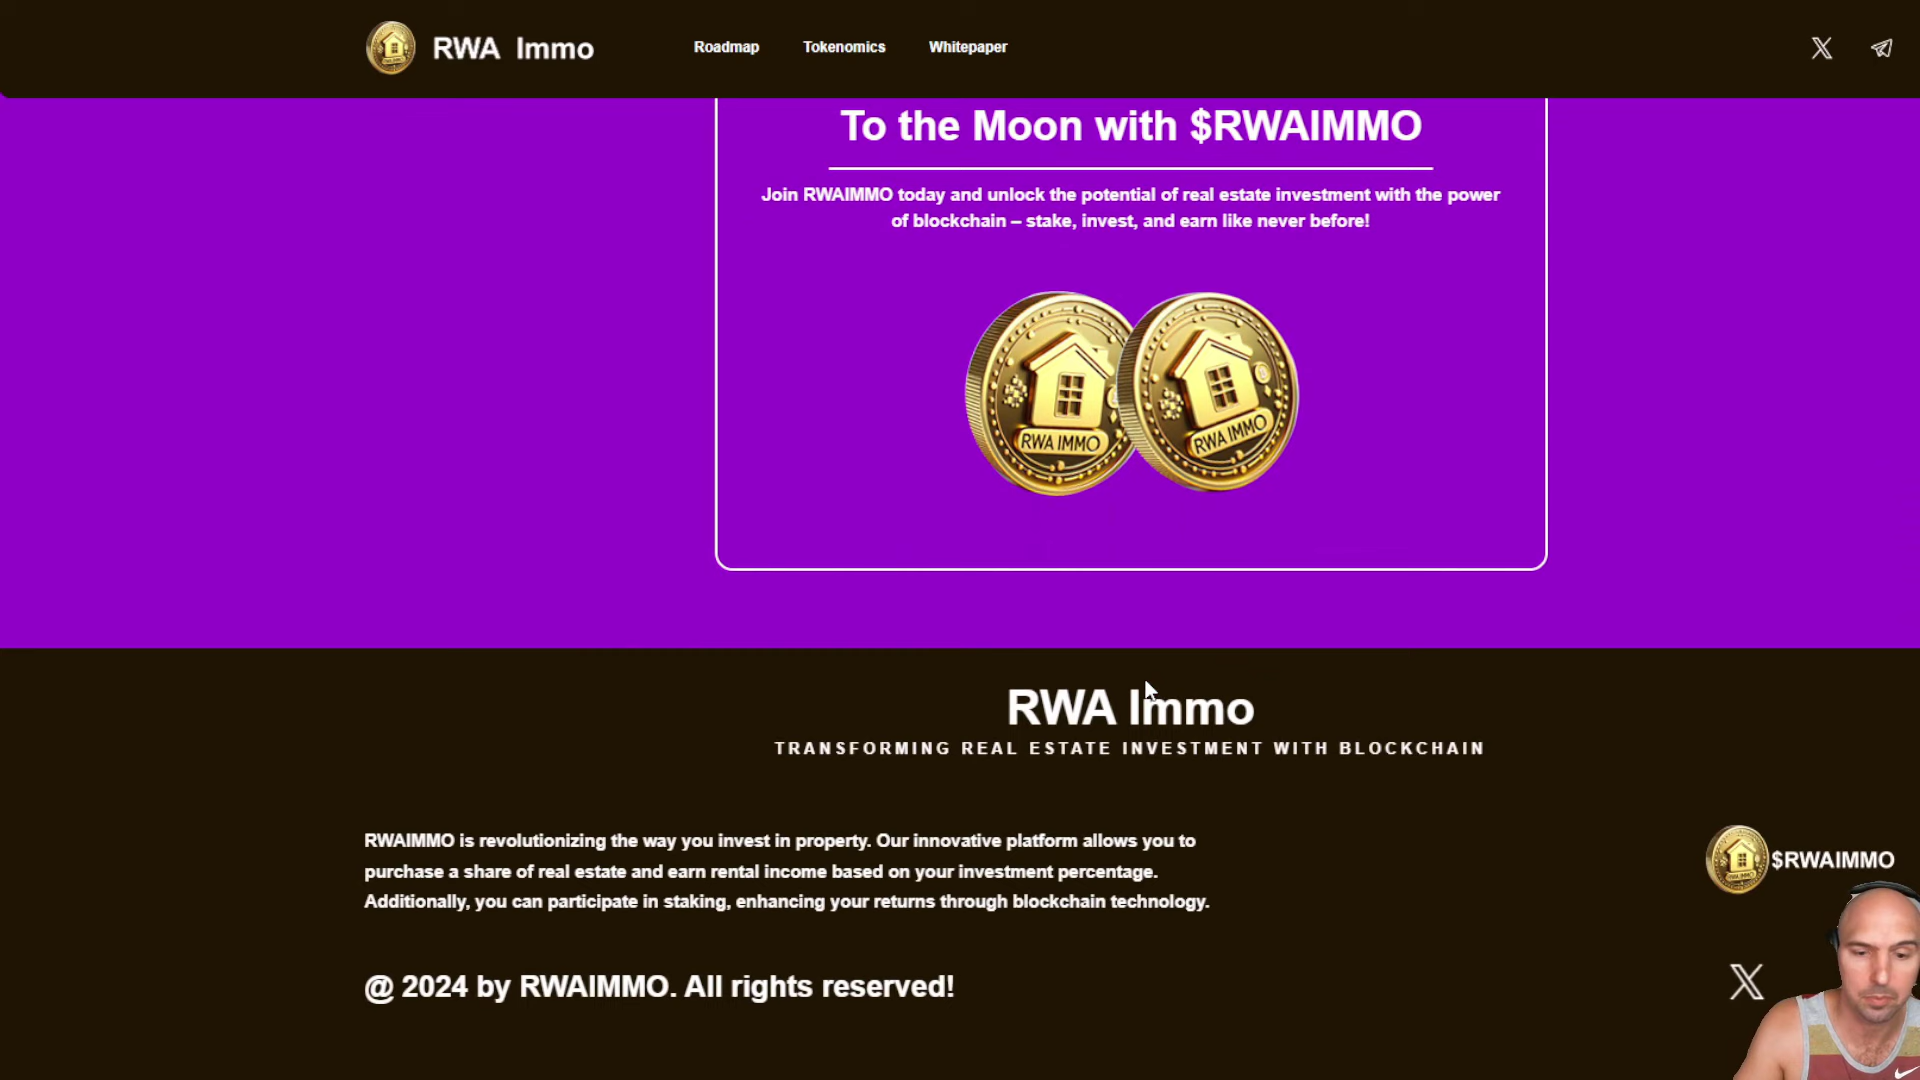 RWA Immo
Roadmap
Tokenomics
Whitepaper
To the Moon with $RWAIMMO
Join RWAIMMO today and unlock the potential of real estate investment with the power
of blockchain – stake, invest, and earn like never before!
RWA IMMO
RWA IMMO
RWA Immo
TRANSFORMING REAL ESTATE INVESTMENT WITH BLOCKCHAIN
RWAIMMO is revolutionizing the way you invest in property. Our innovative platform allows you to
purchase a share of real estate and earn rental income based on your investment percentage.
Additionally, you can participate in staking, enhancing your returns through blockchain technology.
$RWAIMMO
@ 2024 by RWAIMMO. All rights reserved!